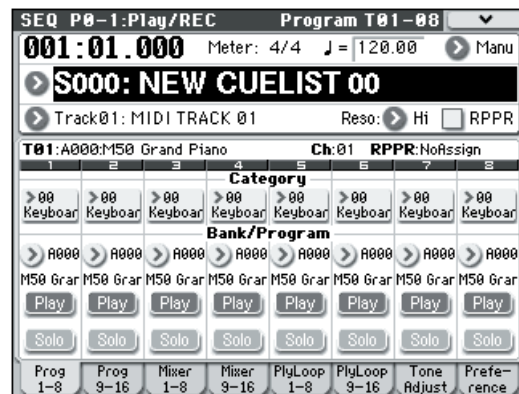 SEQ P0-1:Play/REC Program T01-08
001:01.000 Meter: 4/4 ♩= 120.00 Manu
S000: NEW CUELIST 00
Track01: MIDI TRACK 01 Reso: Hi RPPR
T01:A000:M50 Grand Piano Ch:01 RPPR:NoAssign
1 2 3 4 5 6 7 8
Category
00 00 00 00 00 00 00 00
Keyboar Keyboar Keyboar Keyboar Keyboar Keyboar Keyboar Keyboar
Bank/Program
A000 A000 A000 A000 A000 A000 A000 A000
M50 Grar M50 Grar M50 Grar M50 Grar M50 Grar M50 Grar M50 Grar M50 Grar
Play Play Play Play Play Play Play Play
Solo Solo Solo Solo Solo Solo Solo Solo
Prog Prog Mixer Mixer PlyLoop PlyLoop Tone Prefe-
1-8 9-16 1-8 9-16 1-8 9-16 Adjust rence